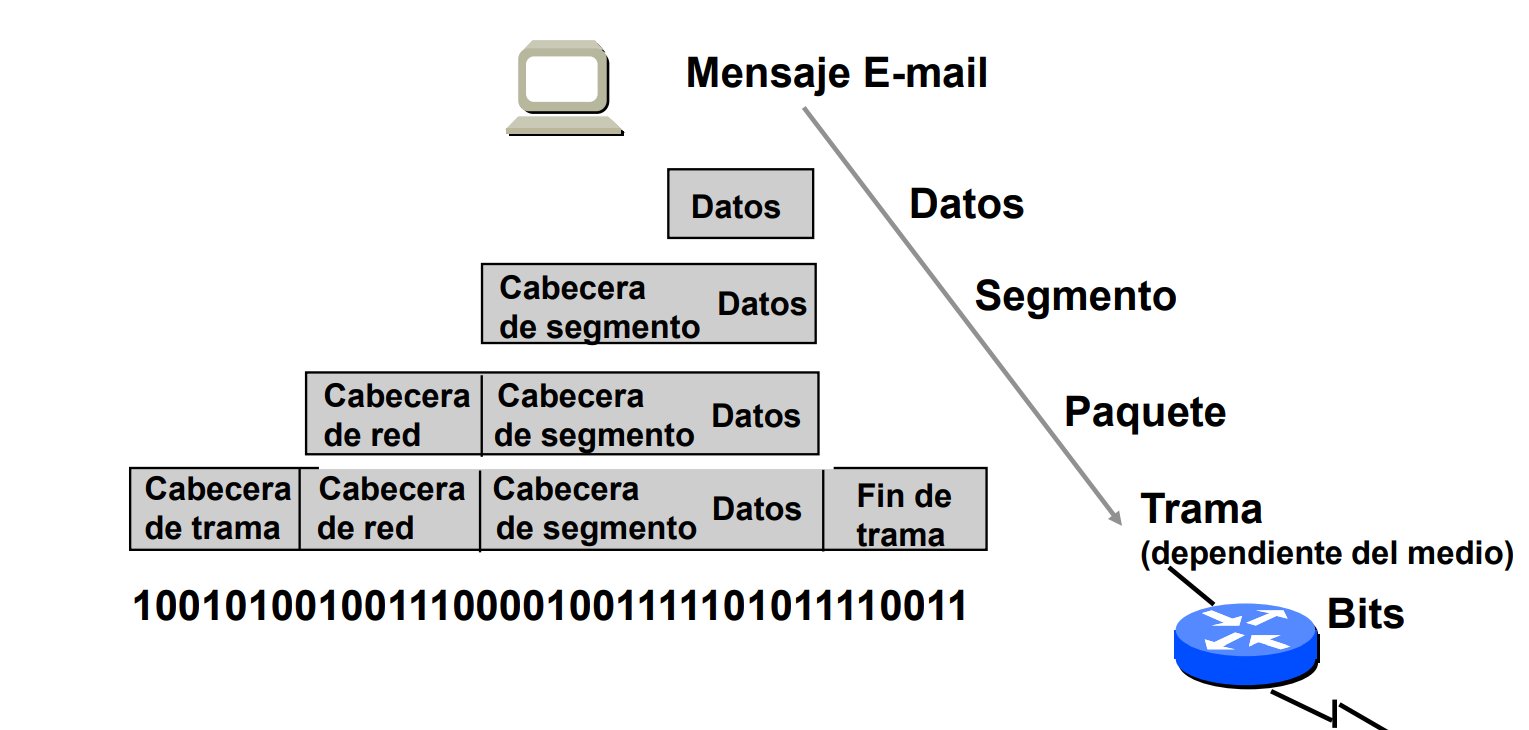 Mensaje E-mail
Datos
Datos
Cabecera
de segmento
Datos
Segmento
Cabecera
de red
Cabecera
de segmento
Datos
Paquete
Cabecera
de trama
Cabecera
de red
Cabecera
de segmento
Datos
Fin de
trama
Trama
(dependiente del medio)
1001010010011100001001111101011110011
Bits